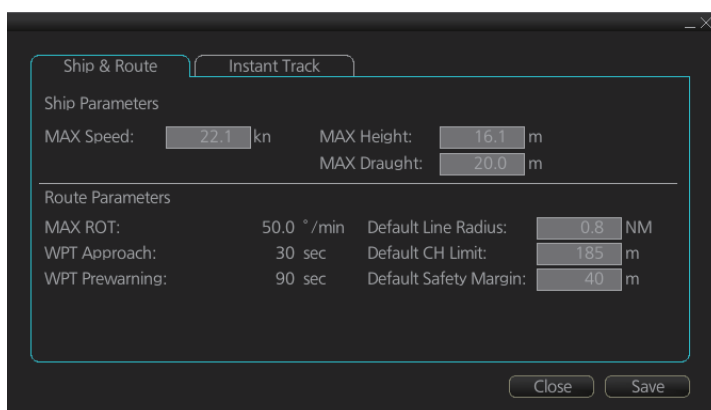 Ship & Route Instant Track
Ship Parameters
MAX Speed: 22.1 kn MAX Height: 16.1 m
MAX Draught: 20.0 m
Route Parameters
MAX ROT: 50.0 °/min Default Line Radius: 0.8 NM
WPT Approach: 30 sec Default CH Limit: 185 m
WPT Prewarning: 90 sec Default Safety Margin: 40 m
Close Save